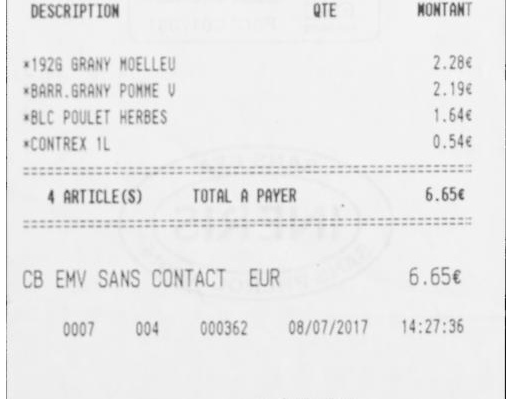 DESCRIPTION QTE MONTANT
*192G GRANY MOELLEU 2.28€
*BARR.GRANY POMME V 2.19€
*BLC POULET HERBES 1.64€
*CONTREX 1L 0.54€
4 ARTICLE(S) TOTAL A PAYER 6.65€
CB EMV SANS CONTACT EUR 6.65€
0007 004 000362 08/07/2017 14:27:36